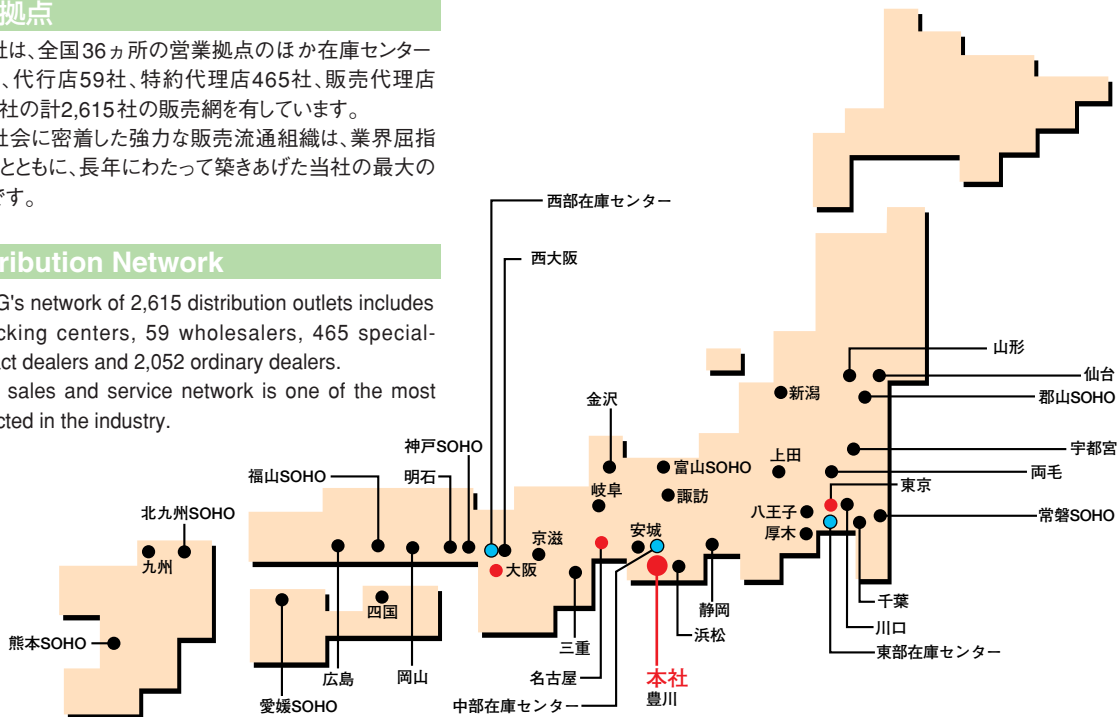 拠点
社は、全国36ヵ所の営業拠点のほか在庫センター
、代行店59社、特約代理店465社、販売代理店
社の計2,615社の販売網を有しています。
社会に密着した強力な販売流通組織は、業界屈指
とともに、長年にわたって築きあげた当社の最大の
です。
ribution Network
G's network of 2,615 distribution outlets includes
cking centers, 59 wholesalers, 465 special-
act dealers and 2,052 ordinary dealers.
sales and service network is one of the most
cted in the industry.
西部在庫センター
西大阪
山形
仙台
新潟
郡山SOHO
金沢
神戸SOHO
宇都宮
福山SOHO
明石
富山SOHO
上田
両毛
岐阜
諏訪
東京
北九州SOHO
八王子
常磐SOHO
京滋
安城
厚木
九州
大阪
四国
静岡
千葉
熊本SOHO
三重
浜松
川口
東部在庫センター
広島
岡山
名古屋
本社
豊川
愛媛SOHO
中部在庫センター